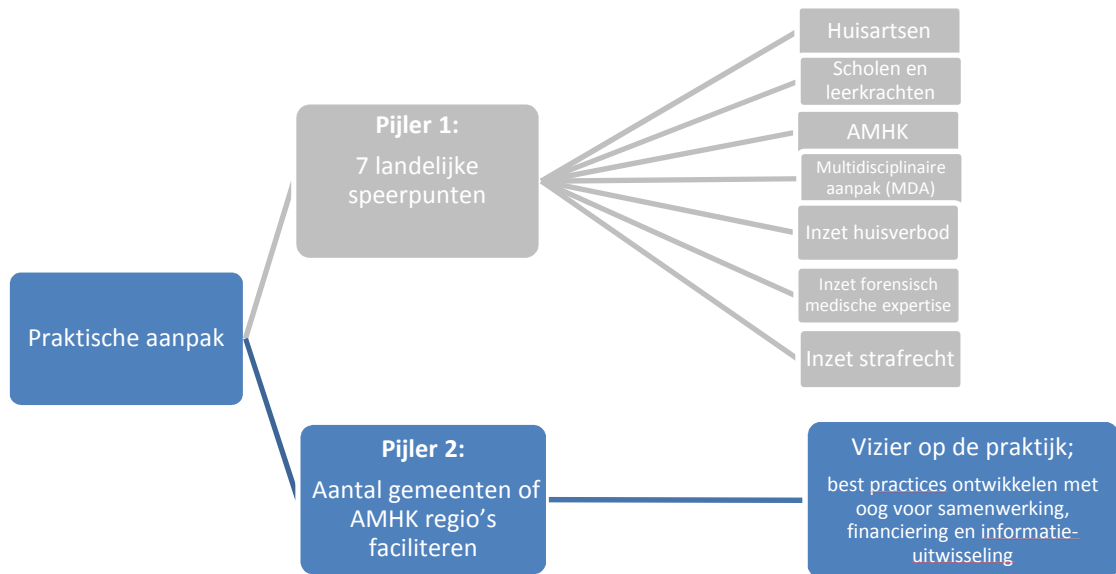 Praktische aanpak
Pijler 1:
7 landelijke
speerpunten
Huisartsen
Scholen en
leerkrachten
AMHK
Multidisciplinaire
aanpak (MDA)
Inzet huisverbod
Inzet forensisch
medische expertise
Inzet strafrecht
Pijler 2:
Aantal gemeenten of
AMHK regio's
faciliteren
Vizier op de praktijk;
best practices ontwikkelen met
oog voor samenwerking,
financiering en informatie-
uitwisseling